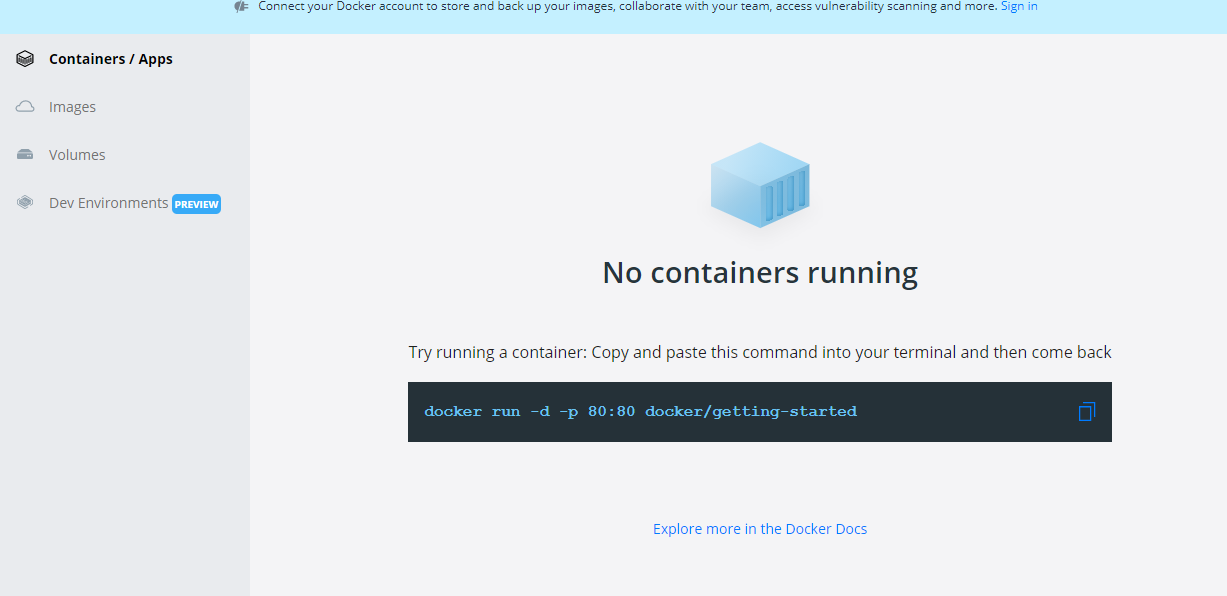 Connect your Docker account to store and back up your images, collaborate with your team, access vulnerability scanning and more. Sign in
Containers / Apps
Images
Volumes
Dev Environments PREVIEW
No containers running
Try running a container: Copy and paste this command into your terminal and then come back
docker run -d -p 80:80 docker/getting-started
Explore more in the Docker Docs